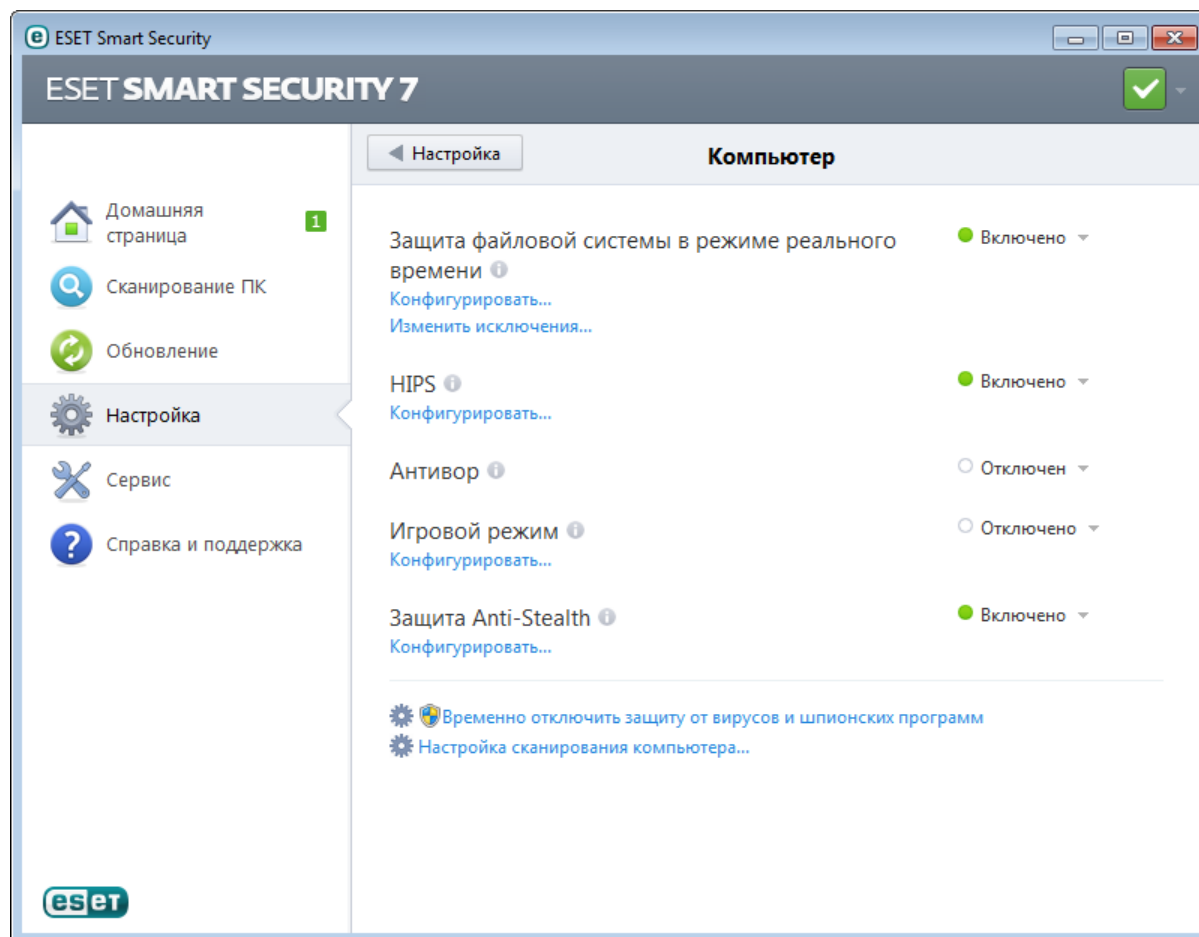 ESET Smart Security
ESET SMART SECURITY 7
Настройка
Компьютер
Домашняя
страница
1
Сканирование ПК
Обновление
Настройка
Сервис
Справка и поддержка
Защита файловой системы в режиме реального
времени
Включено
Конфигурировать...
Изменить исключения...
HIPS
Включено
Конфигурировать...
Антивор
Отключен
Игровой режим
Отключено
Конфигурировать...
Защита Anti-Stealth
Включено
Конфигурировать...
Временно отключить защиту от вирусов и шпионских программ
Настройка сканирования компьютера...
eseT